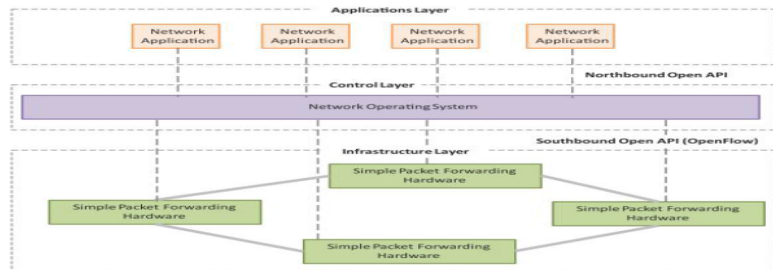 Applications Layer
Network
Application
Network
Application
Network
Application
Network
Application
Northbound Open API
Control Layer
Network Operating System
Southbound Open API (OpenFlow)
Infrastructure Layer
Simple Packet Forwarding
Hardware
Simple Packet Forwarding
Hardware
Simple Packet Forwarding
Hardware
Simple Packet Forwarding
Hardware